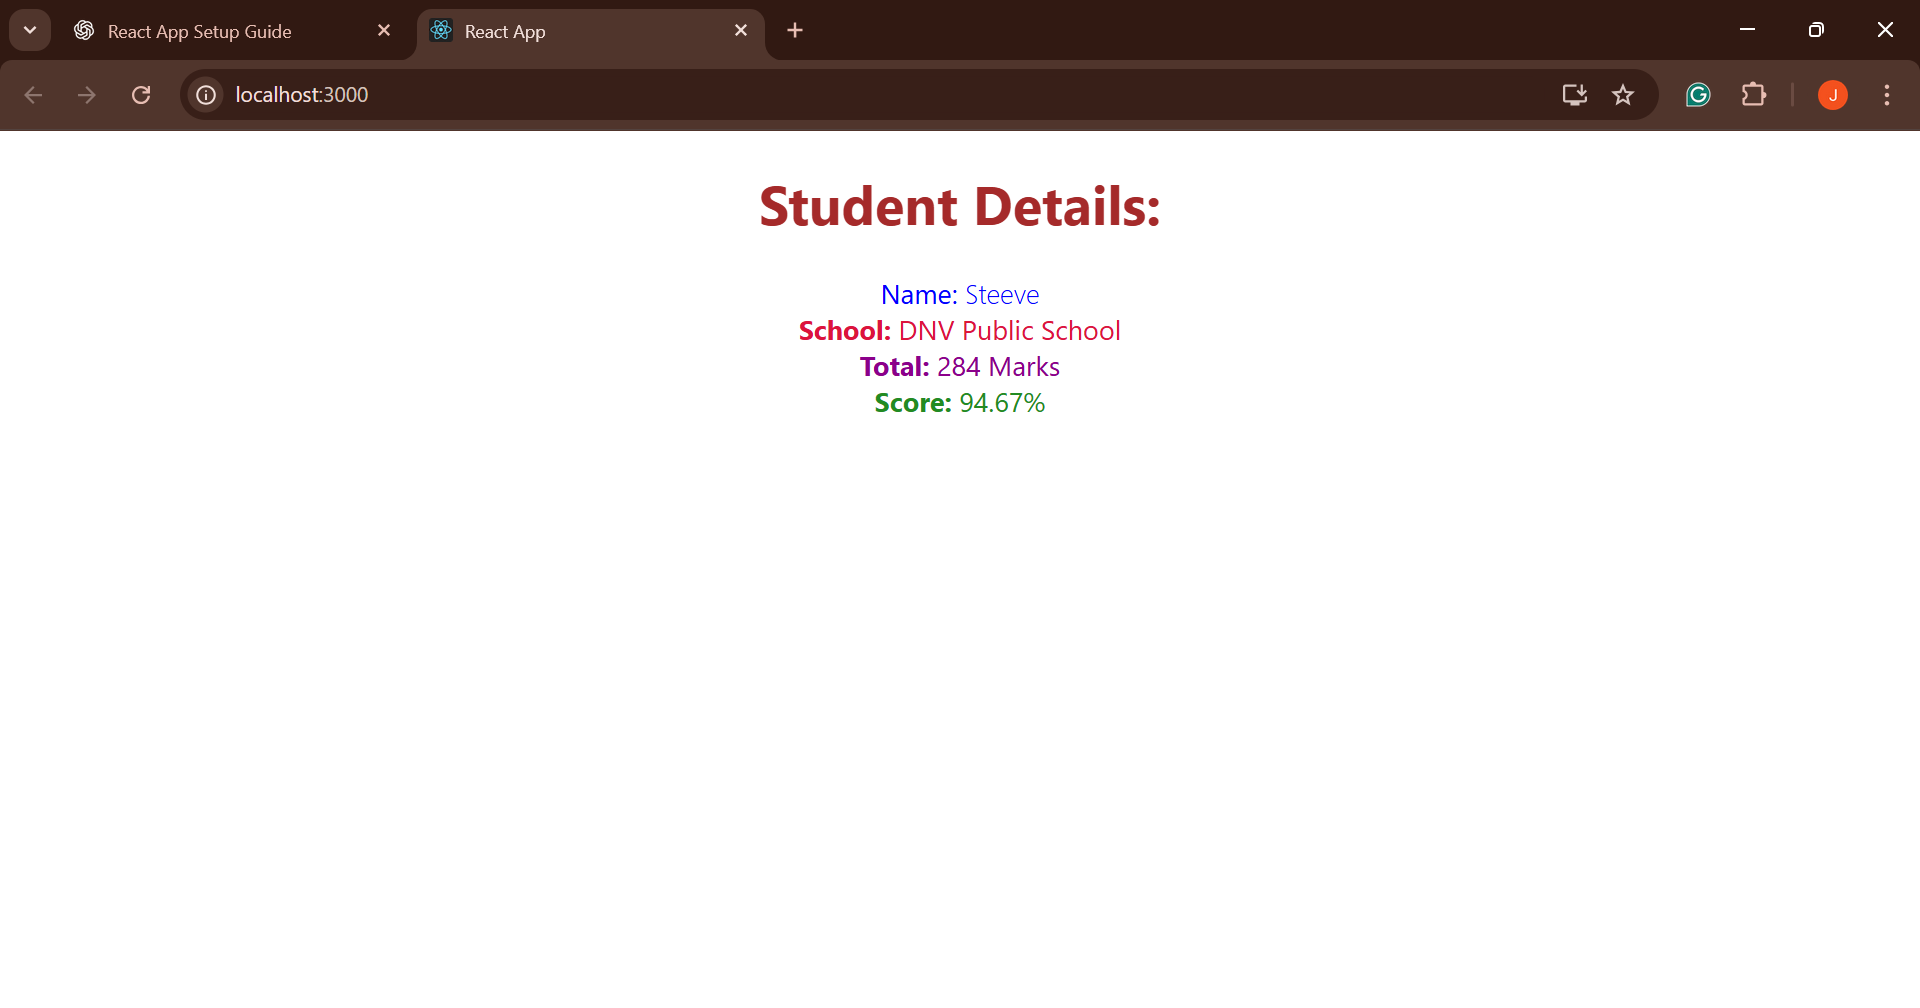 React App Setup Guide
React App
localhost:3000
J
Student Details:
Name: Steeve
School: DNV Public School
Total: 284 Marks
Score: 94.67%